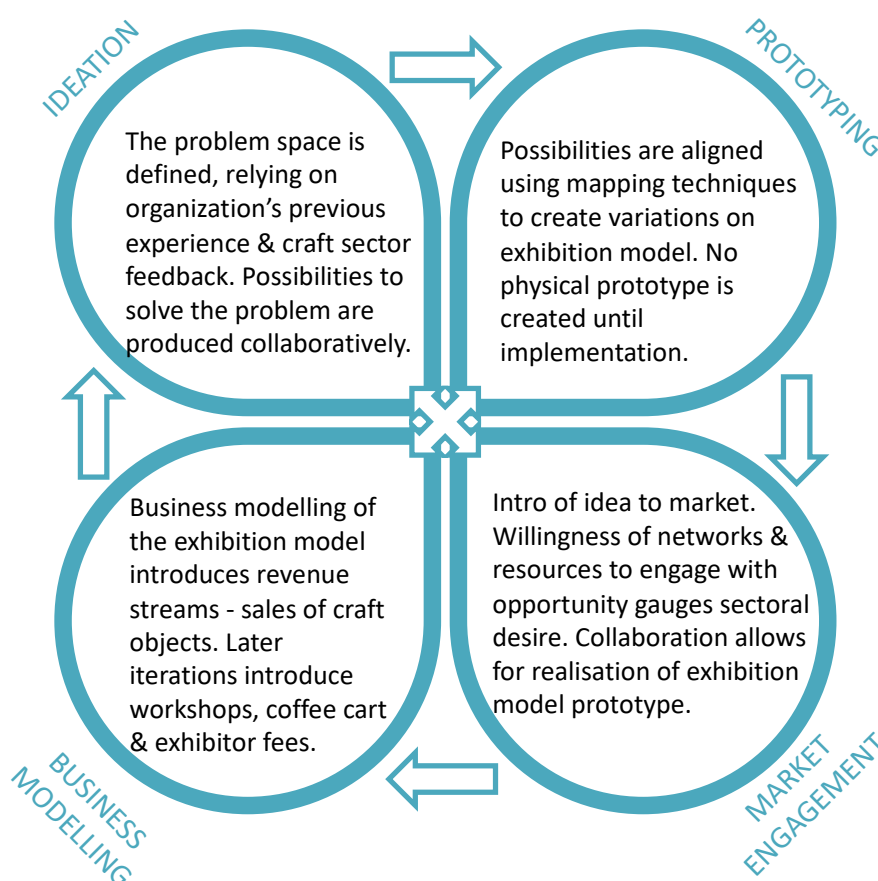 IDEATION
The problem space is
defined, relying on
organization’s previous
experience & craft sector
feedback. Possibilities to
solve the problem are
produced collaboratively.
PROTOTYPING
Possibilities are aligned
using mapping techniques
to create variations on
exhibition model. No
physical prototype is
created until
implementation.
Business modelling of
the exhibition model
introduces revenue
streams - sales of craft
objects. Later
iterations introduce
workshops, coffee cart
& exhibitor fees.
BUSINESS
MODELLING
Intro of idea to market.
Willingness of networks &
resources to engage with
opportunity gauges sectoral
desire. Collaboration allows
for realisation of exhibition
model prototype.
MARKET
ENGAGEMENT